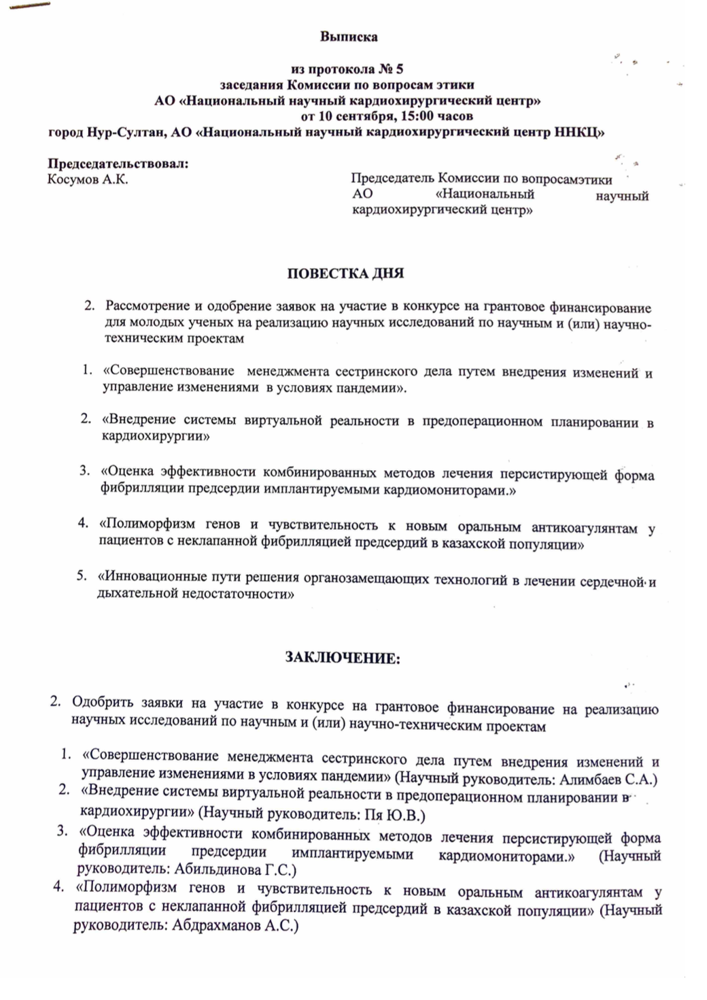 Выписка
из протокола № 5
заседания Комиссии по вопросам этики
АО «Национальный научный кардиохирургический центр»
от 10 сентября, 15:00 часов
город Нур-Султан, АО «Национальный научный кардиохирургический центр ННКЦ»
Председательствовал:
Косумов А.К.
Председатель Комиссии по вопросамэтики
АО «Национальный научный
кардиохирургический центр»
ПОВЕСТКА ДНЯ
2. Рассмотрение и одобрение заявок на участие в конкурсе на грантовое финансирование
для молодых ученых на реализацию научных исследований по научным и (или) научно-
техническим проектам
1. «Совершенствование менеджмента сестринского дела путем внедрения изменений и
управление изменениями в условиях пандемии».
2. «Внедрение системы виртуальной реальности в предоперационном планировании в
кардиохирургии»
3. «Оценка эффективности комбинированных методов лечения персистирующей форма
фибрилляции предсердии имплантируемыми кардиомониторами.»
4. «Полиморфизм генов и чувствительность к новым оральным антикоагулянтам у
пациентов с неклапанной фибрилляцией предсердий в казахской популяции»
5. «Инновационные пути решения органозамещающих технологий в лечении сердечной и
дыхательной недостаточности»
ЗАКЛЮЧЕНИЕ:
2. Одобрить заявки на участие в конкурсе на грантовое финансирование на реализацию
научных исследований по научным и (или) научно-техническим проектам
1. «Совершенствование менеджмента сестринского дела путем внедрения изменений и
управление изменениями в условиях пандемии» (Научный руководитель: Алимбаев С.А.)
2. «Внедрение системы виртуальной реальности в предоперационном планировании в
кардиохирургии» (Научный руководитель: Пя Ю.В.)
3. «Оценка эффективности комбинированных методов лечения персистирующей форма
фибрилляции предсердии имплантируемыми кардиомониторами.» (Научный
руководитель: Абильдинова Г.С.)
4. «Полиморфизм генов и чувствительность к новым оральным антикоагулянтам у
пациентов с неклапанной фибрилляцией предсердий в казахской популяции» (Научный
руководитель: Абдрахманов А.С.)